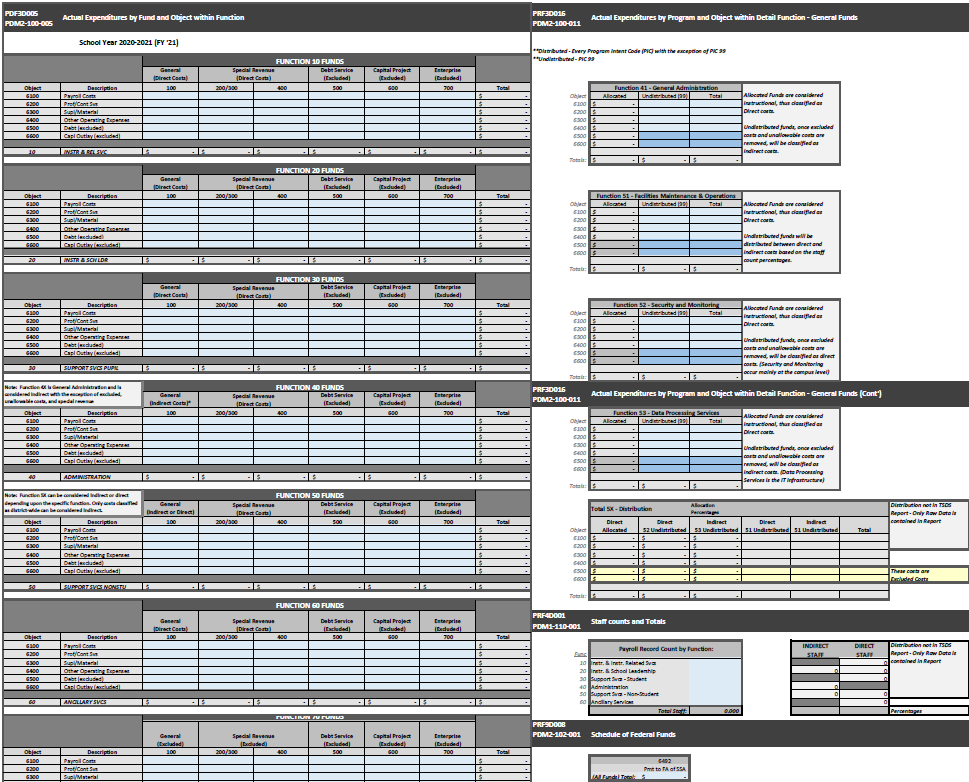 PDF3D005
PDM2-100-005 Actual Expenditures by Fund and Object within Function
School Year 2020-2021 (FY '21)
FUNCTION 10 FUNDS
General Special Revenue Debt Service Capital Project Enterprise
(Direct Costs) (Direct Costs) (Excluded) (Excluded) (Excluded)
Object Description 100 200/300 400 500 600 700 Total
6100 Payroll Costs $ -
6200 Prof/Cont Svs $ -
6300 Supl/Material $ -
6400 Other Operating Expenses $ -
6500 Debt (excluded) $ -
6600 Capl Outlay (excluded) $ -
10 INSTR & REL SVC $ - $ - $ - $ - $ - $ - $ -
FUNCTION 20 FUNDS
General Special Revenue Debt Service Capital Project Enterprise
(Direct Costs) (Direct Costs) (Excluded) (Excluded) (Excluded)
Object Description 100 200/300 400 500 600 700 Total
6100 Payroll Costs $ -
6200 Prof/Cont Svs $ -
6300 Supl/Material $ -
6400 Other Operating Expenses $ -
6500 Debt (excluded) $ -
6600 Capl Outlay (excluded) $ -
20 INSTR & SCH LDR $ - $ - $ - $ - $ - $ - $ -
FUNCTION 30 FUNDS
General Special Revenue Debt Service Capital Project Enterprise
(Direct Costs) (Direct Costs) (Excluded) (Excluded) (Excluded)
Object Description 100 200/300 400 500 600 700 Total
6100 Payroll Costs $ -
6200 Prof/Cont Svs $ -
6300 Supl/Material $ -
6400 Other Operating Expenses $ -
6500 Debt (excluded) $ -
6600 Capl Outlay (excluded) $ -
30 SUPPORT SVCS PUPIL $ - $ - $ - $ - $ - $ - $ -
Note: Function 4X is General Administration and is
considered indirect with the exception of excluded,
unallowable costs, and special revenue
FUNCTION 40 FUNDS
General Special Revenue Debt Service Capital Project Enterprise
(Indirect Costs)* (Direct Costs) (Excluded) (Excluded) (Excluded)
Object Description 100 200/300 400 500 600 700 Total
6100 Payroll Costs $ -
6200 Prof/Cont Svs $ -
6300 Supl/Material $ -
6400 Other Operating Expenses $ -
6500 Debt (excluded) $ -
6600 Capl Outlay (excluded) $ -
40 ADMINISTRATION $ - $ - $ - $ - $ - $ - $ -
Note: Function 5X can be considered indirect or direct
depending upon the specific function. Only costs classified
as district-wide can be considered indirect.
FUNCTION 50 FUNDS
General Special Revenue Debt Service Capital Project Enterprise
(Indirect or Direct) (Direct Costs) (Excluded) (Excluded) (Excluded)
Object Description 100 200/300 400 500 600 700 Total
6100 Payroll Costs $ -
6200 Prof/Cont Svs $ -
6300 Supl/Material $ -
6400 Other Operating Expenses $ -
6500 Debt (excluded) $ -
6600 Capl Outlay (excluded) $ -
50 SUPPORT SVCS NONSTU $ - $ - $ - $ - $ - $ - $ -
FUNCTION 60 FUNDS
General Special Revenue Debt Service Capital Project Enterprise
(Direct Costs) (Direct Costs) (Excluded) (Excluded) (Excluded)
Object Description 100 200/300 400 500 600 700 Total
6100 Payroll Costs $ -
6200 Prof/Cont Svs $ -
6300 Supl/Material $ -
6400 Other Operating Expenses $ -
6500 Debt (excluded) $ -
6600 Capl Outlay (excluded) $ -
60 ANCILLARY SVCS $ - $ - $ - $ - $ - $ - $ -
FUNCTION 70 FUNDS
General Special Revenue Debt Service Capital Project Enterprise
(Excluded) (Excluded) (Excluded) (Excluded) (Excluded)
Object Description 100 200/300 400 500 600 700 Total
6100 Payroll Costs $ -
6200 Prof/Cont Svs $ -
6300 Supl/Material $ -
PRF3D016
PDM2-100-011 Actual Expenditures by Program and Object within Detail Function - General Funds
**Distributed - Every Program Intent Code (PIC) with the exception of PIC 99
**Undistributed - PIC 99
Function 41 - General Administration
Object Allocated Undistributed (99) Total
6100 $ -
6200 $ -
6300 $ -
6400 $ -
6500 $ -
6600 $ -
Totals: $ - $ - $ -
Allocated Funds are considered
instructional, thus classified as
Direct costs.
Undistributed funds, once excluded
costs and unallowable costs are
removed, will be classified as
indirect costs.
Function 51 - Facilities Maintenance & Operations
Object Allocated Undistributed (99) Total
6100 $ -
6200 $ -
6300 $ -
6400 $ -
6500 $ -
6600 $ -
Totals: $ - $ - $ -
Allocated Funds are considered
instructional, thus classified as
Direct costs.
Undistributed funds will be
distributed between direct and
indirect costs based on the staff
count percentages.
Function 52 - Security and Monitoring
Object Allocated Undistributed (99) Total
6100 $ -
6200 $ -
6300 $ -
6400 $ -
6500 $ -
6600 $ -
Totals: $ - $ - $ -
Allocated Funds are considered
instructional, thus classified as
Direct costs.
Undistributed funds, once excluded
costs and unallowable costs are
removed, will be classified as direct
costs. (Security and Monitoring
occur mainly at the campus level)
PRF3D016
PDM2-100-011 Actual Expenditures by Program and Object within Detail Function - General Funds (Cont')
Function 53 - Data Processing Services
Object Allocated Undistributed (99) Total
6100 $ -
6200 $ -
6300 $ -
6400 $ -
6500 $ -
6600 $ -
Totals: $ - $ - $ -
Allocated Funds are considered
instructional, thus classified as
Direct costs.
Undistributed funds, once excluded
costs and unallowable costs are
removed, will be classified as
indirect costs. (Data Processing
Services is the IT Infrastructure)
Total 5X - Distribution Allocation
Percentages
Direct Direct Indirect Direct Indirect
Object Allocated 52 Undistributed 53 Undistributed 51 Undistributed 51 Undistributed Total
6100 $ - $ - $ -
6200 $ - $ - $ -
6300 $ - $ - $ -
6400 $ - $ - $ -
6500 $ - $ - $ -
6600 $ - $ - $ -
Totals: $ - $ - $ -
Distribution not in TSDS
Report - Only Raw Data is
contained in Report
These costs are
Excluded Costs
PRF4D001
PDM1-110-001 Staff counts and Totals
Payroll Record Count by Function:
Func
10 Instr. & Instr. Related Svcs
20 Instr. & School Leadership
30 Support Svcs - Student
40 Administration
50 Support Svcs - Non-Student
60 Ancillary Services
Total Staff: 0.000
INDIRECT DIRECT
STAFF STAFF
0
0 0
0
0
0 0
0
Distribution not in TSDS
Report - Only Raw Data is
contained in Report
Percentages
PRF9D008
PDM2-102-001 Schedule of Federal Funds
6492
Pmt to FA of SSA
(All Funds) Total: $ -